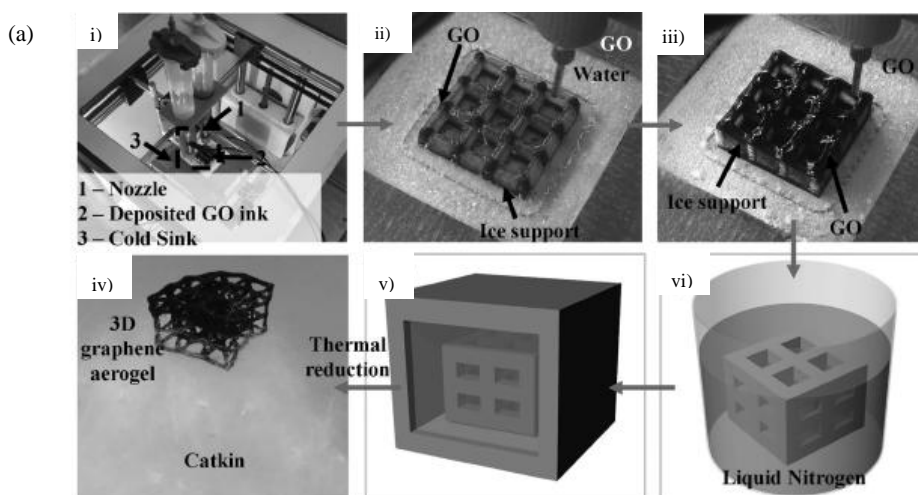 (a)
i)
1
3
2
1 – Nozzle
2 – Deposited GO ink
3 – Cold Sink
ii)
GO
GO
Water
Ice support
iii)
GO
Ice support
GO
iv)
3D
graphene
aerogel
Catkin
v)
Thermal
reduction
vi)
Liquid Nitrogen